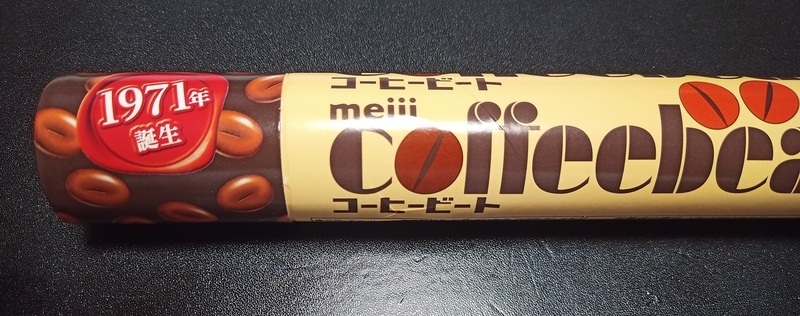 1971年
誕生
コーヒービート
meiji
coffeebea
コーヒービート